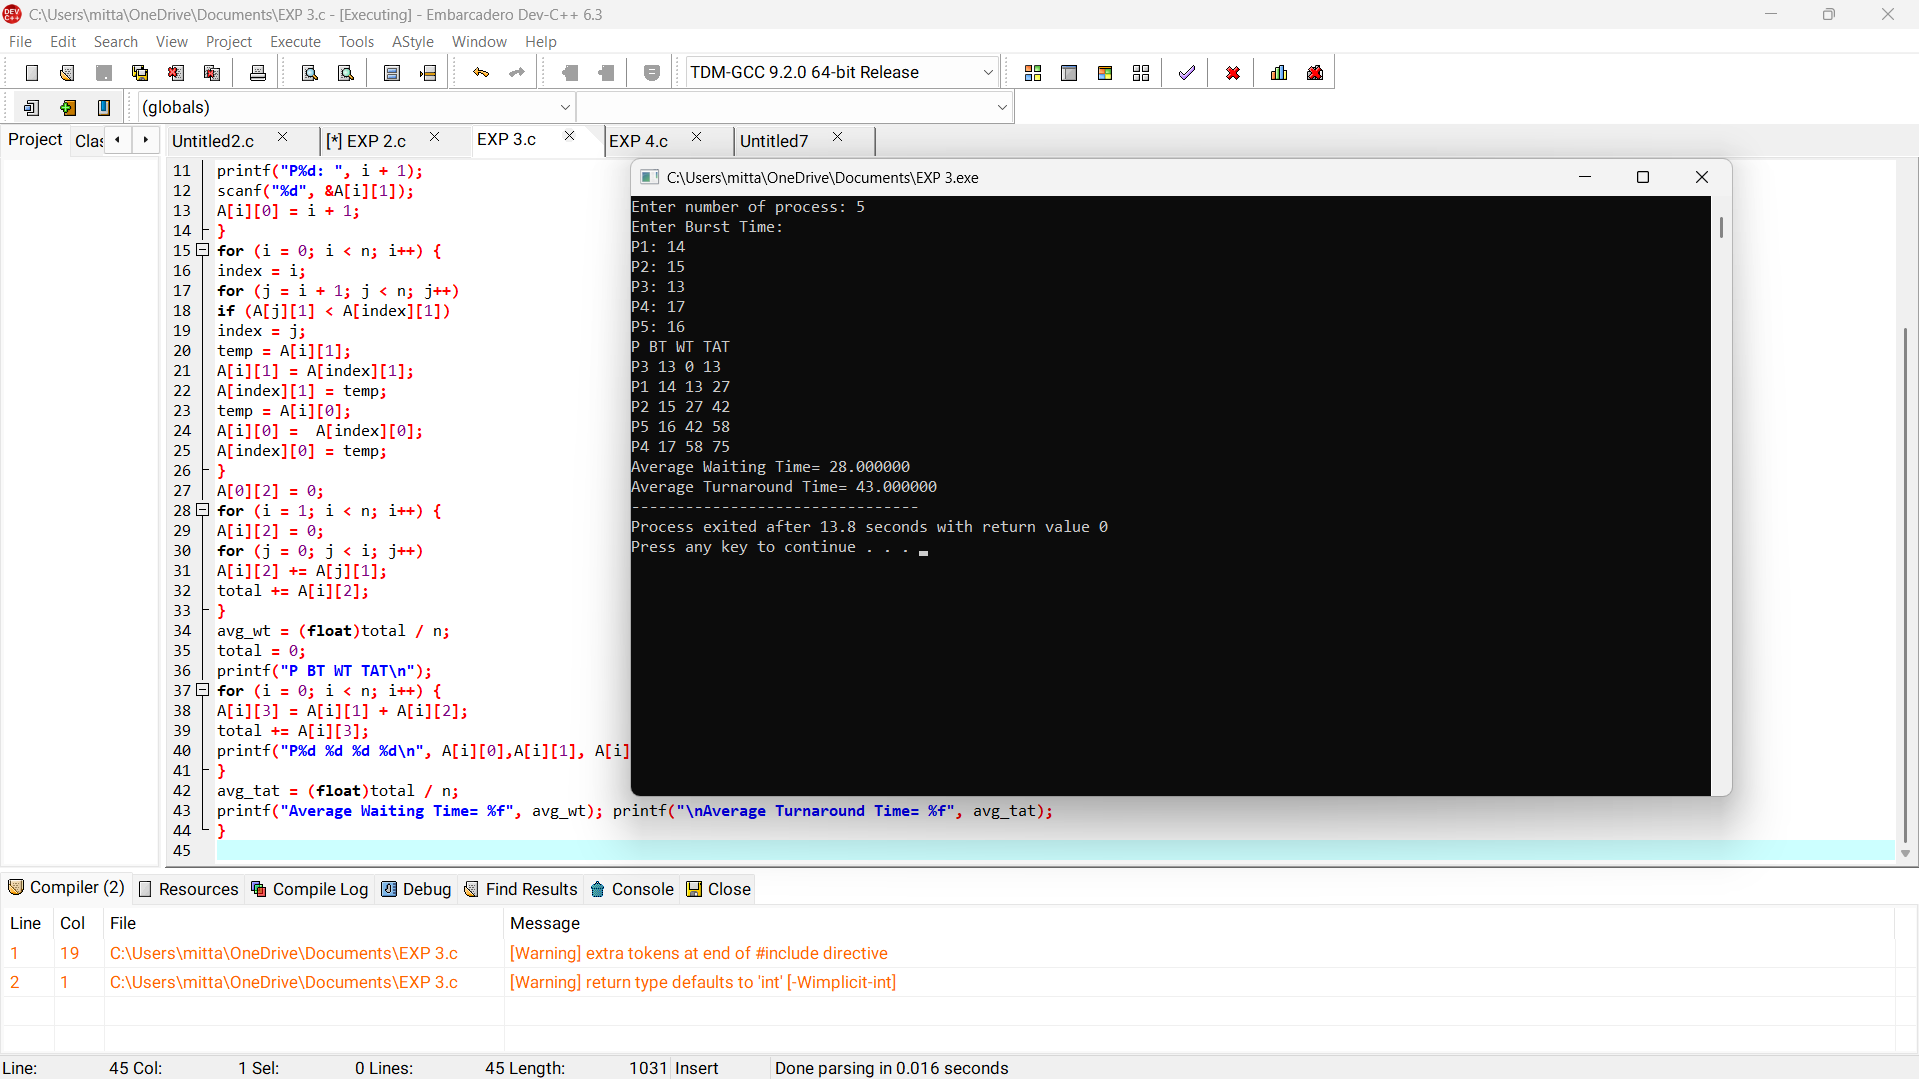 C:\Users\mitta\OneDrive\Documents\EXP 3.c - [Executing] - Embarcadero Dev-C++ 6.3
File Edit Search View Project Execute Tools AStyle Window Help
TDM-GCC 9.2.0 64-bit Release
(globals)
Project Clas Untitled2.c [*] EXP 2.c EXP 3.c EXP 4.c Untitled7
11 printf("P%d: ", i + 1);
12 scanf("%d", &A[i][1]);
13 A[i][0] = i + 1;
14 }
15 for (i = 0; i < n; i++) {
16 index = i;
17 for (j = i + 1; j < n; j++)
18 if (A[j][1] < A[index][1])
19 index = j;
20 temp = A[i][1];
21 A[i][1] = A[index][1];
22 A[index][1] = temp;
23 temp = A[i][0];
24 A[i][0] =  A[index][0];
25 A[index][0] = temp;
26 }
27 A[0][2] = 0;
28 for (i = 1; i < n; i++) {
29 A[i][2] = 0;
30 for (j = 0; j < i; j++)
31 A[i][2] += A[j][1];
32 total += A[i][2];
33 }
34 avg_wt = (float)total / n;
35 total = 0;
36 printf("P BT WT TAT\n");
37 for (i = 0; i < n; i++) {
38 A[i][3] = A[i][1] + A[i][2];
39 total += A[i][3];
40 printf("P%d %d %d %d\n", A[i][0],A[i][1], A[i]
41 }
42 avg_tat = (float)total / n;
43 printf("Average Waiting Time= %f", avg_wt); printf("\nAverage Turnaround Time= %f", avg_tat);
44 }
45
C:\Users\mitta\OneDrive\Documents\EXP 3.exe
Enter number of process: 5
Enter Burst Time:
P1: 14
P2: 15
P3: 13
P4: 17
P5: 16
P BT WT TAT
P3 13 0 13
P1 14 13 27
P2 15 27 42
P5 16 42 58
P4 17 58 75
Average Waiting Time= 28.000000
Average Turnaround Time= 43.000000
--------------------------------
Process exited after 13.8 seconds with return value 0
Press any key to continue . . .
Compiler (2) Resources Compile Log Debug Find Results Console Close
Line Col File Message
1 19 C:\Users\mitta\OneDrive\Documents\EXP 3.c [Warning] extra tokens at end of #include directive
2 1 C:\Users\mitta\OneDrive\Documents\EXP 3.c [Warning] return type defaults to 'int' [-Wimplicit-int]
Line: 45 Col: 1 Sel: 0 Lines: 45 Length: 1031 Insert Done parsing in 0.016 seconds